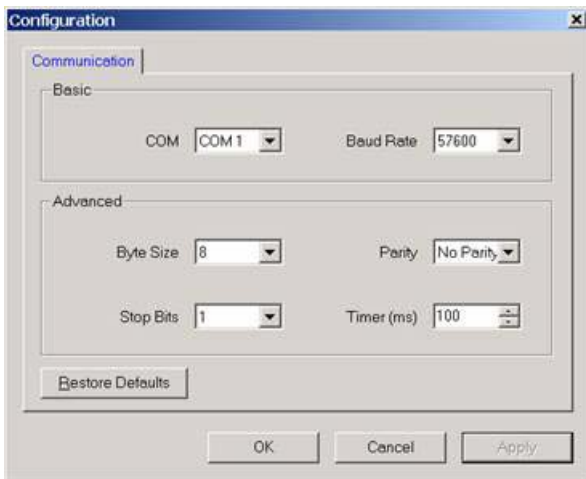 Configuration
Communication
Basic
COM COM 1 Baud Rate 57600
Advanced
Byte Size 8 Parity No Parity
Stop Bits 1 Timer (ms) 100
Restore Defaults
OK Cancel Apply